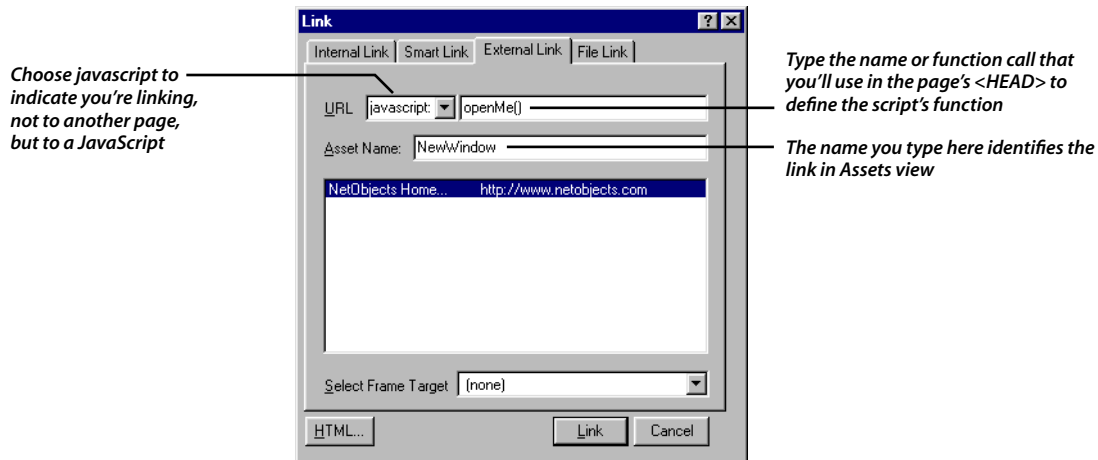 Link
Internal Link Smart Link External Link File Link
Choose javascript to
indicate you're linking,
not to another page,
but to a JavaScript
URL javascript: openMe()
Type the name or function call that
you'll use in the page's <HEAD> to
define the script's function
Asset Name: NewWindow
The name you type here identifies the
link in Assets view
NetObjects Home... http://www.netobjects.com
Select Frame Target (none)
HTML... Link Cancel